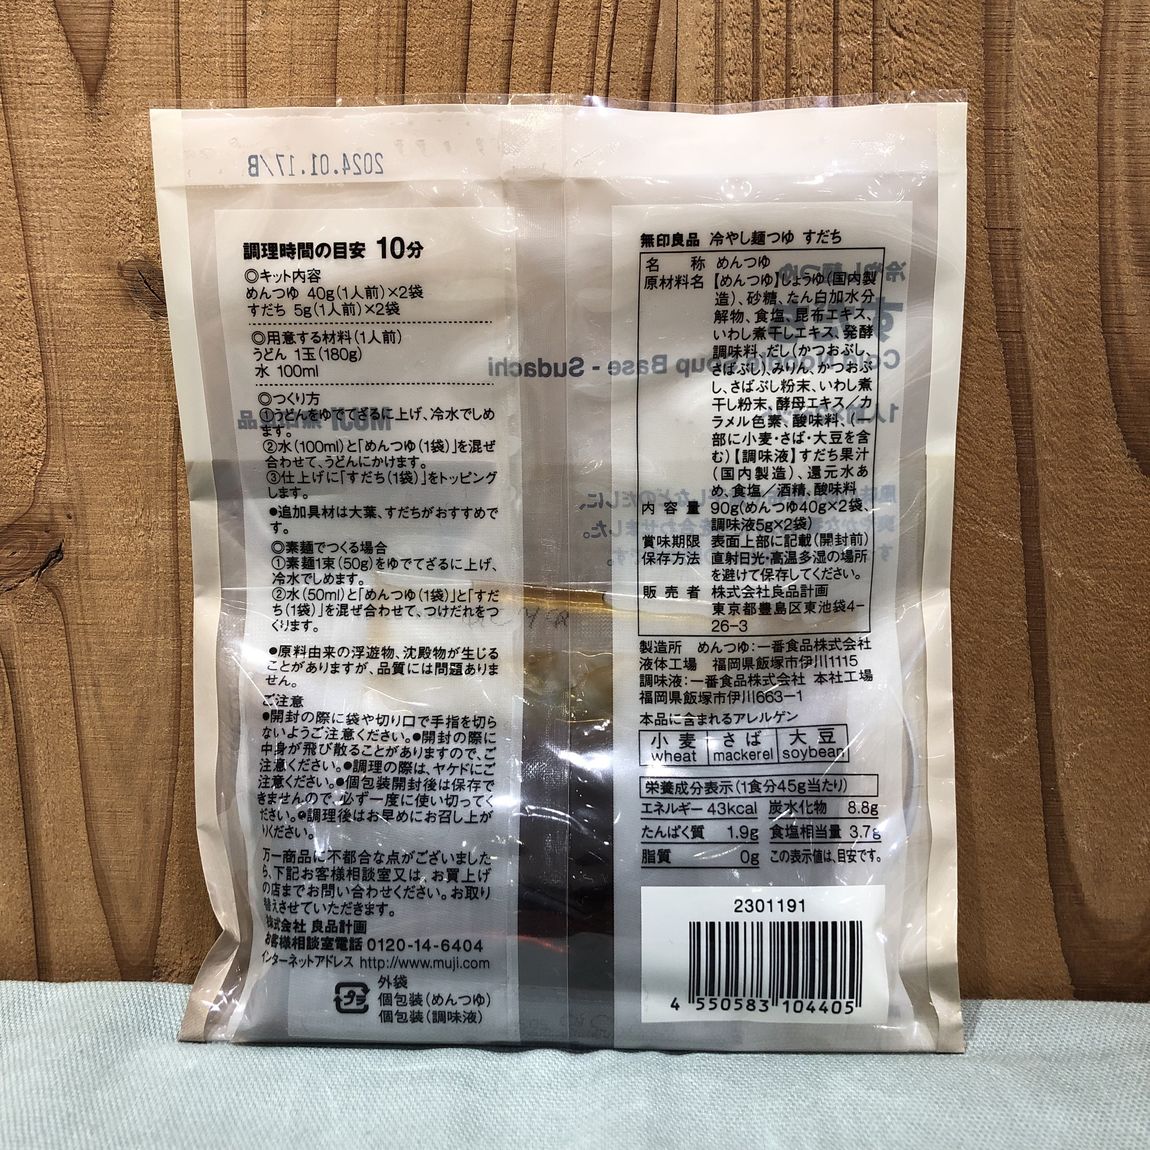 2024.01.17/B
調理時間の目安 10分
◎キット内容
めんつゆ 40g(1人前)×2袋
すだち 5g(1人前)×2袋
◎用意する材料(1人前)
うどん 1玉(180g)
水 100ml
◎つくり方
①うどんをゆでてざるに上げ、冷水でしめ
ます。
②水(100ml)と「めんつゆ(1袋)」を混ぜ
合わせて、うどんにかけます。
③仕上げに「すだち(1袋)」をトッピング
します。
●追加具材は大葉、すだちがおすすめで
す。
◎素麺でつくる場合
①素麺1束(50g)をゆでてざるに上げ、
冷水でしめます。
②水(50ml)と「めんつゆ(1袋)」と「すだ
ち(1袋)」を混ぜ合わせて、つけだれをつ
くります。
●原料由来の浮遊物、沈殿物が生じる
ことがありますが、品質には問題ありま
せん。
ご注意
●開封の際に袋や切り口で手指を切ら
ないようご注意ください。●開封の際に
中身が飛び散ることがありますので、ご
注意ください。●調理の際は、ヤケドにご
注意ください。●個包装開封後は保存で
きませんので、必ず一度に使い切ってく
ださい。●調理後はお早めにお召し上が
りください。
万一商品に不都合な点がございました
ら、下記お客様相談室又は、お買上げ
の店までお問い合わせください。お取り
替えさせていただきます。
株式会社 良品計画
お客様相談室電話 0120-14-6404
インターネットアドレス http://www.muji.com
プラ
外袋
個包装(めんつゆ)
個包装(調味液)
無印良品 冷やし麺つゆ すだち
名 称 めんつゆ
原材料名 【めんつゆ】しょうゆ(国内製
造)、砂糖、たん白加水分
解物、食塩、昆布エキス、
いわし煮干しエキス、発酵
調味料、だし(かつおぶし、
さばぶし)、みりん、かつおぶ
し、さばぶし粉末、いわし煮
干し粉末、酵母エキス/カ
ラメル色素、酸味料、(一
部に小麦・さば・大豆を含
む)【調味液】すだち果汁
(国内製造)、還元水あ
め、食塩/酒精、酸味料
内 容 量 90g(めんつゆ40g×2袋、
調味液5g×2袋)
賞味期限 表面上部に記載(開封前)
保存方法 直射日光・高温多湿の場所
を避けて保存してください。
販 売 者 株式会社良品計画
東京都豊島区東池袋4-
26-3
製造所 めんつゆ:一番食品株式会社
液体工場 福岡県飯塚市伊川1115
調味液:一番食品株式会社 本社工場
福岡県飯塚市伊川663-1
本品に含まれるアレルゲン
小麦 さば 大豆
wheat mackerel soybean
栄養成分表示(1食分45g当たり)
エネルギー 43kcal 炭水化物 8.8g
たんぱく質 1.9g 食塩相当量 3.7g
脂質 0g この表示値は、目安です。
2301191
4 550583 104405
冷やし麺つゆ
すだち
Cold Noodle Soup Base - Sudachi
MUJI 無印良品